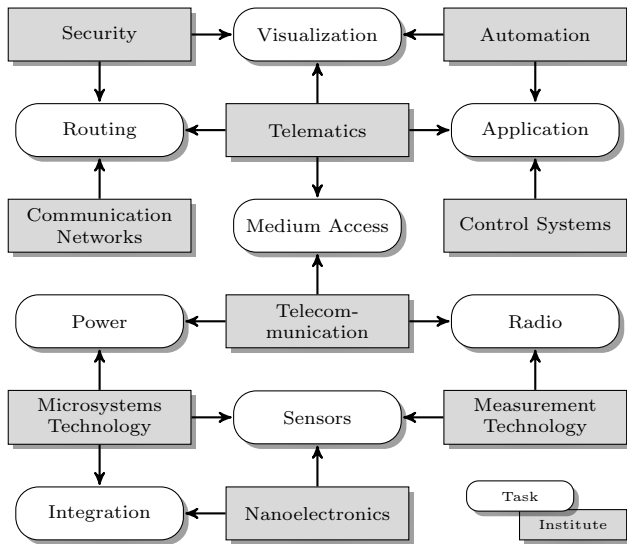 Security
Visualization
Automation
Routing
Telematics
Application
Communication
Networks
Medium Access
Control Systems
Power
Telecom-
munication
Radio
Microsystems
Technology
Sensors
Measurement
Technology
Integration
Nanoelectronics
Task
Institute